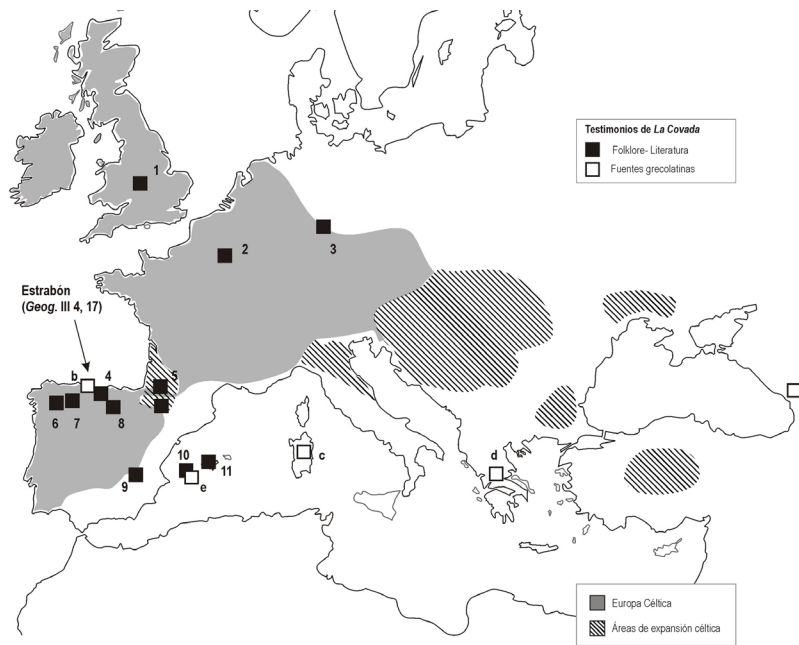 Testimonios de La Covada
Folklore- Literatura
Fuentes grecolatinas
1
2
3
Estrabón
(Geog. III 4, 17)
b
4
5
6
7
8
9
10
11
e
c
d
Europa Céltica
Áreas de expansión céltica